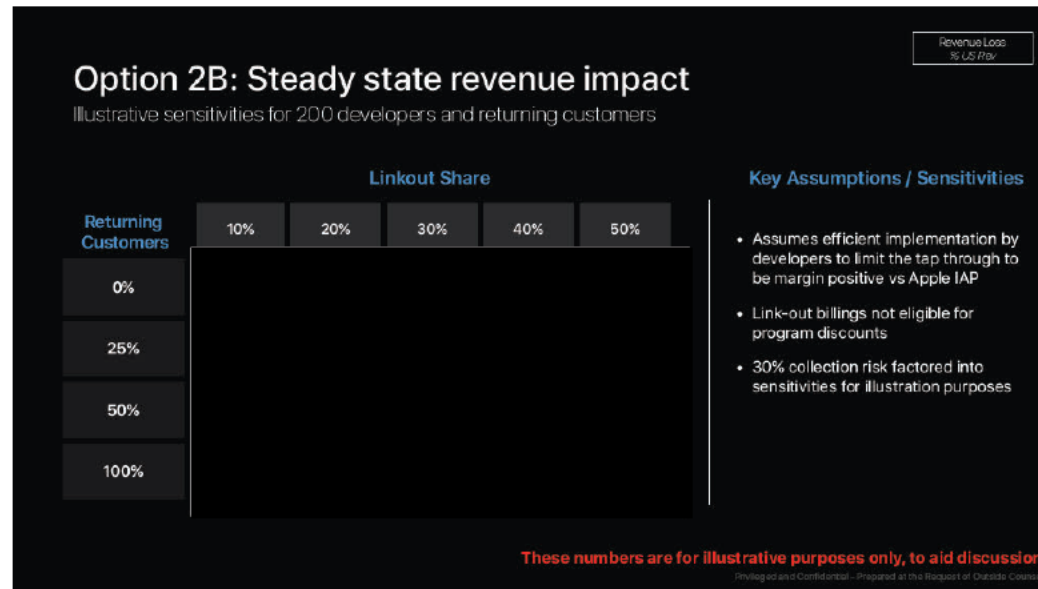 Revenue Loss
% US Rev
Option 2B: Steady state revenue impact
Illustrative sensitivities for 200 developers and returning customers
Linkout Share
Key Assumptions / Sensitivities
Returning
Customers
10%
20%
30%
40%
50%
0%
25%
50%
100%
• Assumes efficient implementation by
developers to limit the tap through to
be margin positive vs Apple IAP
• Link-out billings not eligible for
program discounts
• 30% collection risk factored into
sensitivities for illustration purposes
These numbers are for illustrative purposes only, to aid discussion
Privileged and Confidential – Prepared at the Request of Outside